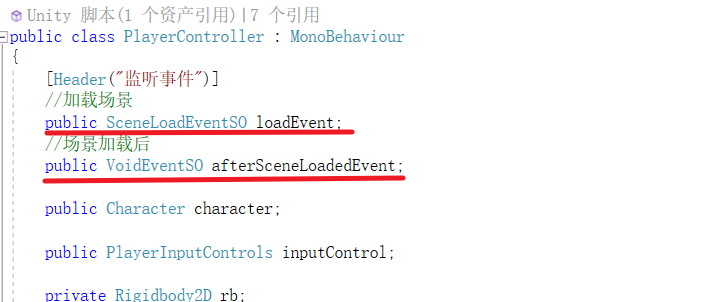 Unity 脚本(1 个资产引用)|7 个引用
public class PlayerController : MonoBehaviour
{
[Header("监听事件")]
//加载场景
public SceneLoadEventSO loadEvent;
//场景加载后
public VoidEventSO afterSceneLoadedEvent;
public Character character;
public PlayerInputControls inputControl;
private Rigidbody2D rb;